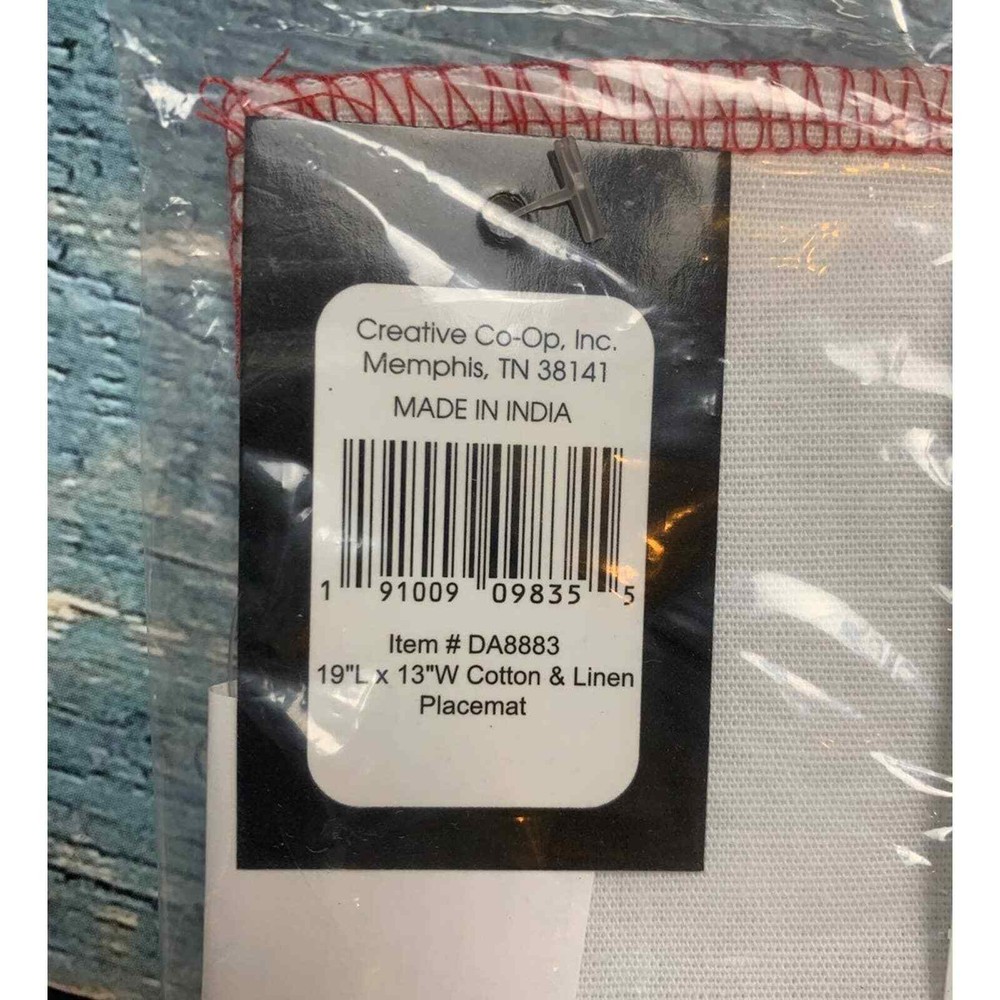 Creative Co-Op, Inc.
Memphis, TN 38141
MADE IN INDIA
1 91009 09835 5
Item # DA8883
19"L x 13"W Cotton & Linen
Placemat